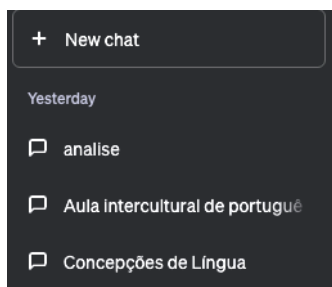 + New chat
Yesterday
analise
Aula intercultural de portuguê
Concepções de Língua